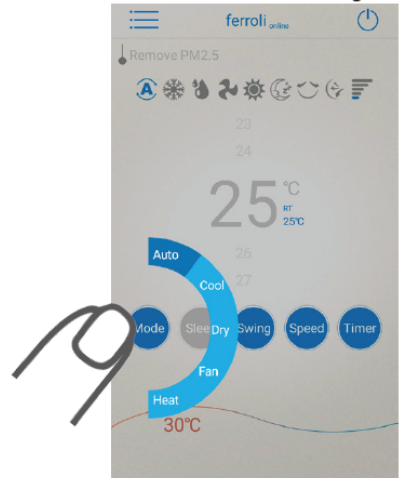 ferroli online
Remove PM2.5
A
23
24
25 °C
RT
25°C
Auto
26
Cool
27
Mode
Slee
Dry
Swing
Speed
Timer
Fan
Heat
30°C